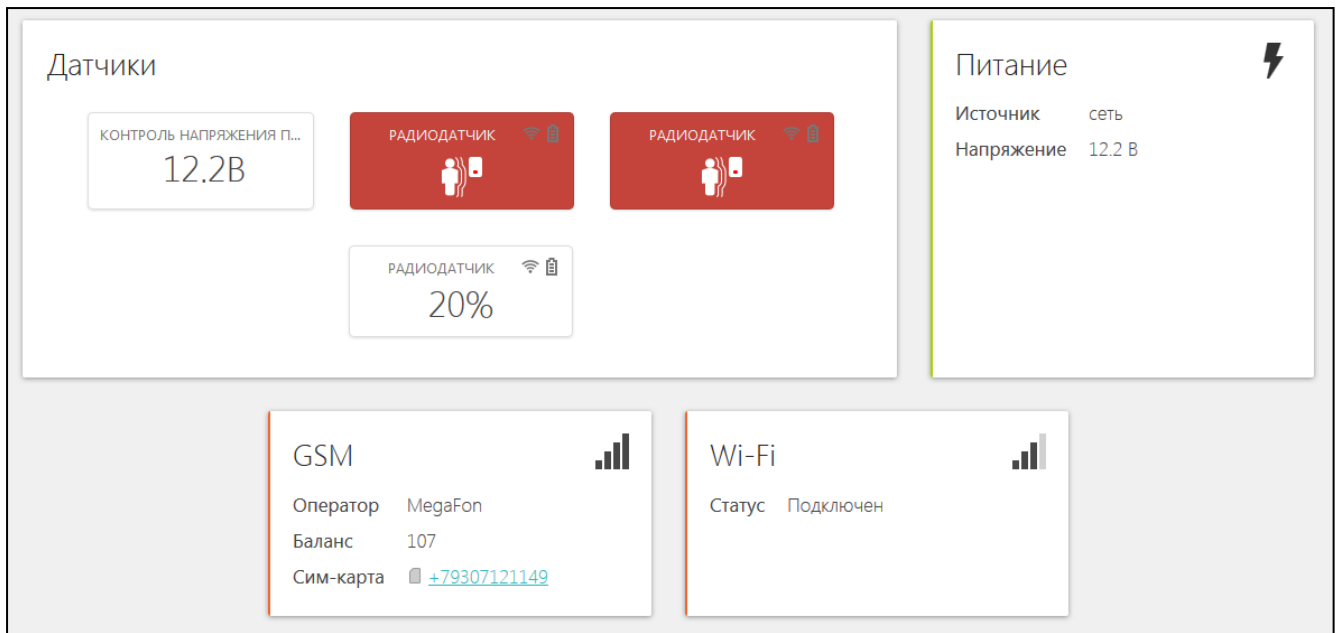 Датчики
КОНТРОЛЬ НАПРЯЖЕНИЯ П...
12.2В
РАДИОДАТЧИК
РАДИОДАТЧИК
РАДИОДАТЧИК
20%
Питание
Источник сеть
Напряжение 12.2 В
GSM
Оператор MegaFon
Баланс 107
Сим-карта +79307121149
Wi-Fi
Статус Подключен